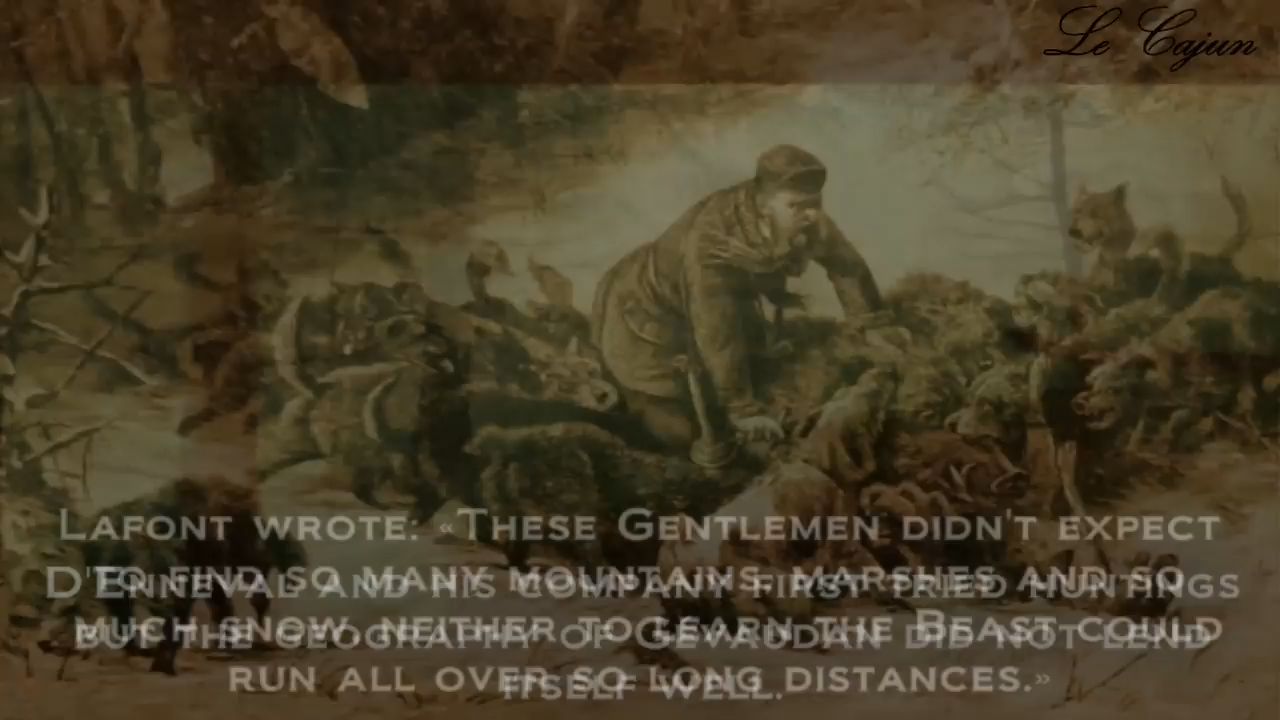 Le Cajun
LAFONT WROTE: «THESE GENTLEMEN DIDN'T EXPECT
TO FIND SO MANY MOUNTAINS, MARSHES AND SO
MUCH SNOW, NEITHER TO LEARN THE BEAST COULD
RUN ALL OVER SO LONG DISTANCES.»
D'ENNEVAL AND HIS COMPANY FIRST TRIED HUNTINGS
BUT THE GEOGRAPHY OF GEVAUDAN DID NOT LEND
ITSELF WELL.